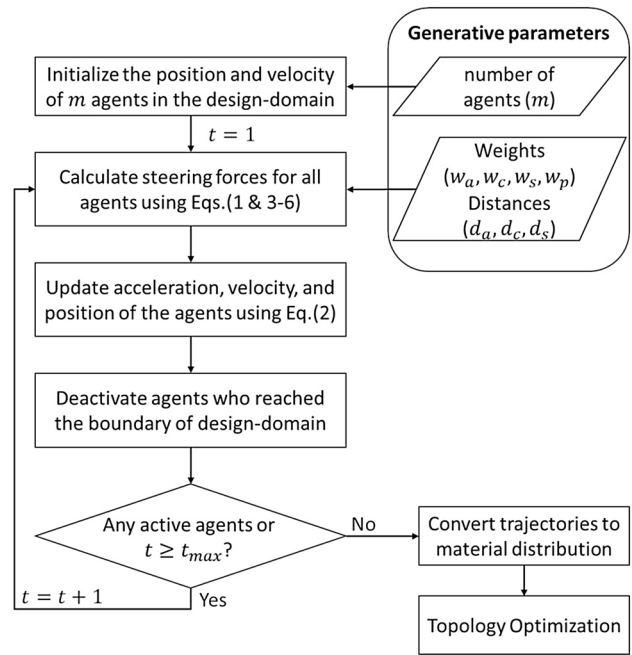 Generative parameters
Initialize the position and velocity
of m agents in the design-domain
number of
agents (m)
t = 1
Calculate steering forces for all
agents using Eqs.(1 & 3-6)
Weights
(wₐ, w_c, wₛ, wₚ)
Distances
(dₐ, d_c, dₛ)
Update acceleration, velocity, and
position of the agents using Eq.(2)
Deactivate agents who reached
the boundary of design-domain
Any active agents or
t ≥ tₘₐₓ?
No
Convert trajectories to
material distribution
t = t + 1
Yes
Topology Optimization